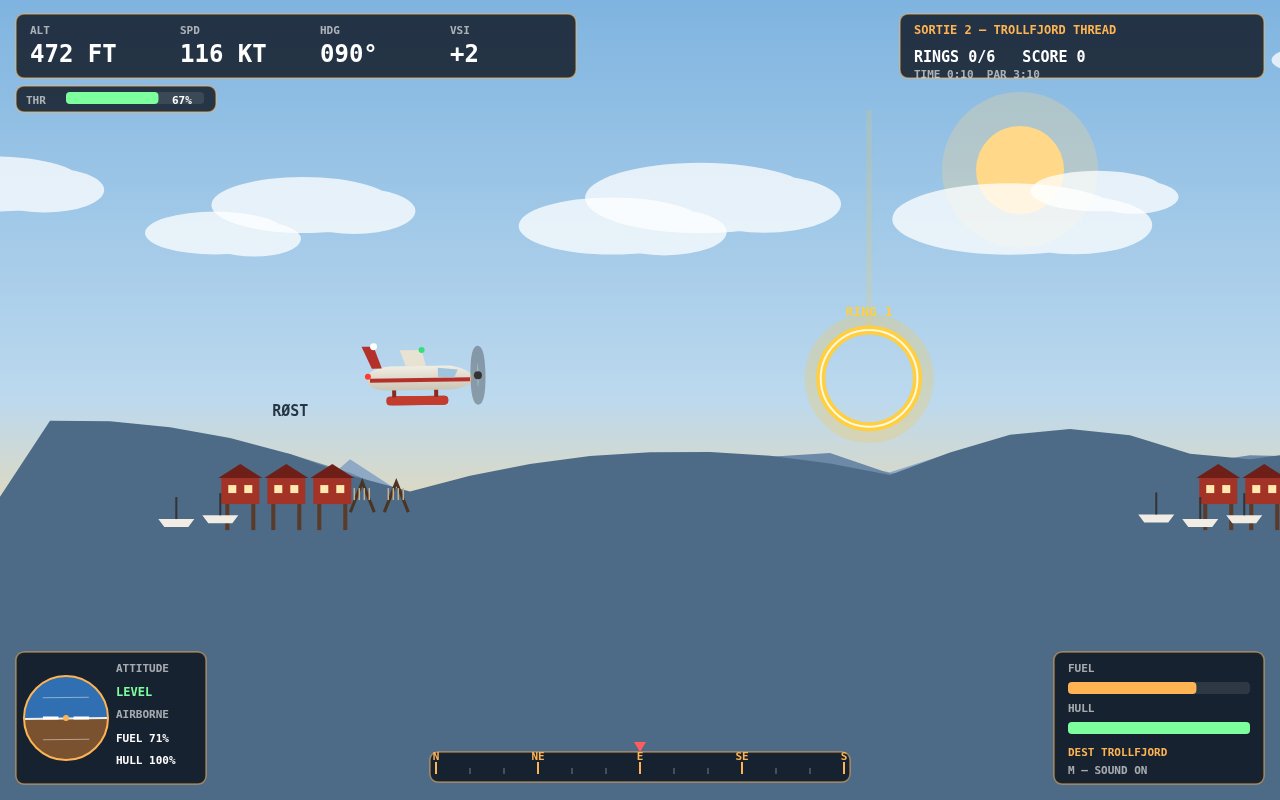 ALT SPD HDG VSI
472 FT 116 KT 090° +2
THR 67%
SORTIE 2 — TROLLFJORD THREAD
RINGS 0/6 SCORE 0
TIME 0:10 PAR 3:10
RING 1
RØST
ATTITUDE
LEVEL
AIRBORNE
FUEL 71%
HULL 100%
N NE E SE S
FUEL
HULL
DEST TROLLFJORD
M — SOUND ON